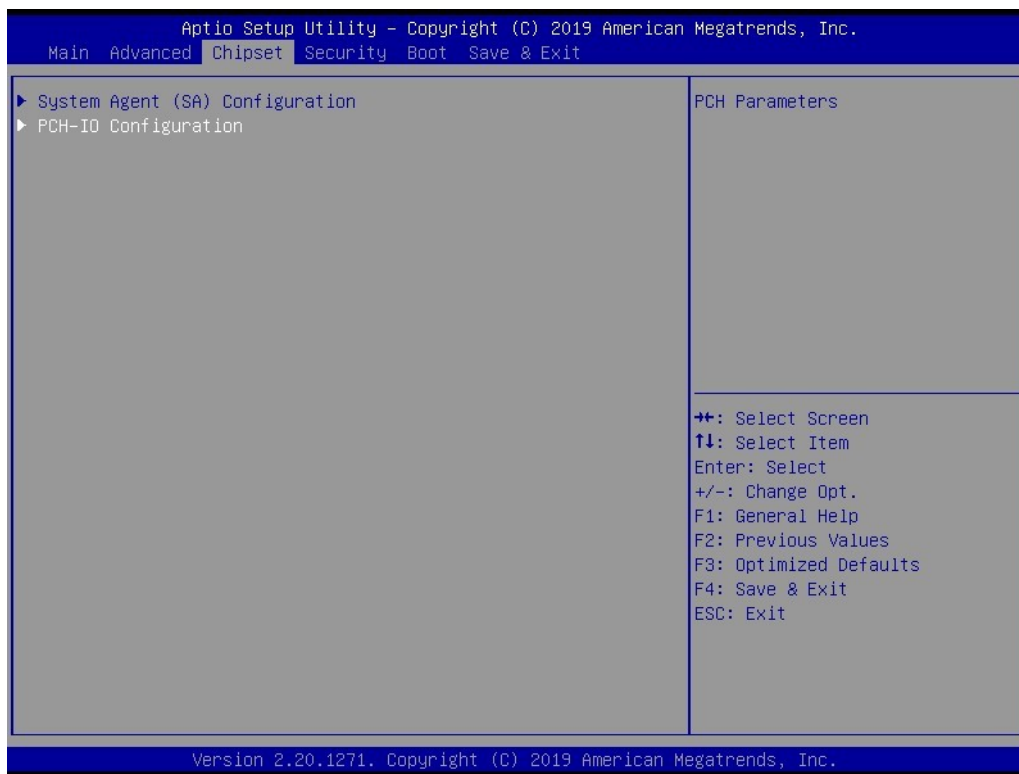 Aptio Setup Utility – Copyright (C) 2019 American Megatrends, Inc.
Main Advanced Chipset Security Boot Save & Exit
▶ System Agent (SA) Configuration
▶ PCH-IO Configuration
PCH Parameters
→←: Select Screen
↑↓: Select Item
Enter: Select
+/-: Change Opt.
F1: General Help
F2: Previous Values
F3: Optimized Defaults
F4: Save & Exit
ESC: Exit
Version 2.20.1271. Copyright (C) 2019 American Megatrends, Inc.